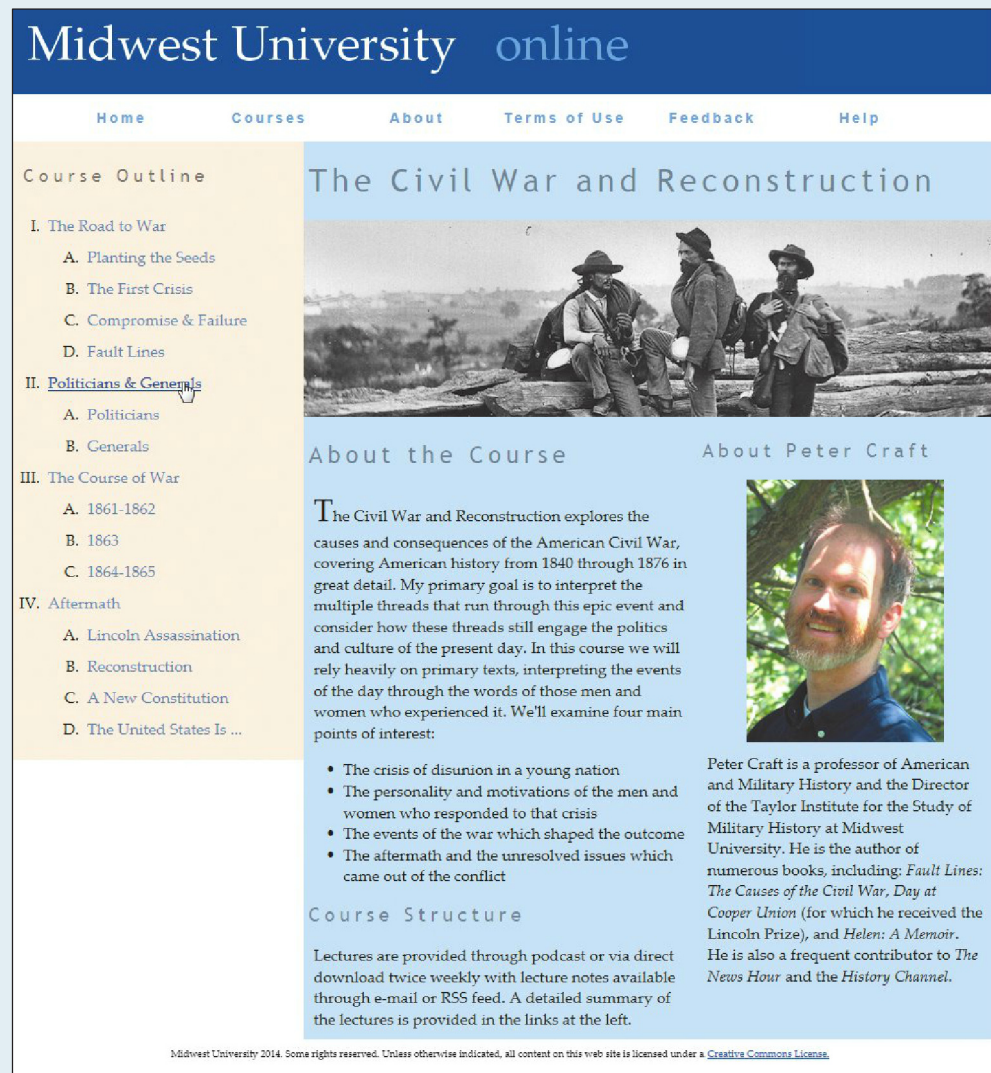 Midwest University online
Home Courses About Terms of Use Feedback Help
Course Outline
I. The Road to War
A. Planting the Seeds
B. The First Crisis
C. Compromise & Failure
D. Fault Lines
II. Politicians & Generals
A. Politicians
B. Generals
III. The Course of War
A. 1861-1862
B. 1863
C. 1864-1865
IV. Aftermath
A. Lincoln Assassination
B. Reconstruction
C. A New Constitution
D. The United States Is ...
The Civil War and Reconstruction
About the Course
The Civil War and Reconstruction explores the
causes and consequences of the American Civil War,
covering American history from 1840 through 1876 in
great detail. My primary goal is to interpret the
multiple threads that run through this epic event and
consider how these threads still engage the politics
and culture of the present day. In this course we will
rely heavily on primary texts, interpreting the events
of the day through the words of those men and
women who experienced it. We'll examine four main
points of interest:
• The crisis of disunion in a young nation
• The personality and motivations of the men and
women who responded to that crisis
• The events of the war which shaped the outcome
• The aftermath and the unresolved issues which
came out of the conflict
Course Structure
Lectures are provided through podcast or via direct
download twice weekly with lecture notes available
through e-mail or RSS feed. A detailed summary of
the lectures is provided in the links at the left.
About Peter Craft
Peter Craft is a professor of American
and Military History and the Director
of the Taylor Institute for the Study of
Military History at Midwest
University. He is the author of
numerous books, including: Fault Lines:
The Causes of the Civil War, Day at
Cooper Union (for which he received the
Lincoln Prize), and Helen: A Memoir.
He is also a frequent contributor to The
News Hour and the History Channel.
Midwest University 2014. Some rights reserved. Unless otherwise indicated, all content on this web site is licensed under a Creative Commons License.